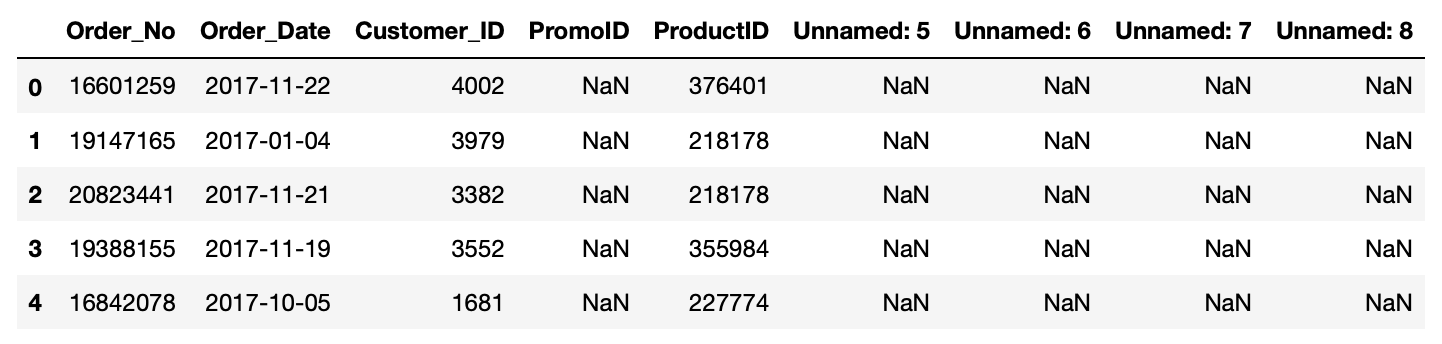 Order_No Order_Date Customer_ID PromoID ProductID Unnamed: 5 Unnamed: 6 Unnamed: 7 Unnamed: 8
0 16601259 2017-11-22 4002 NaN 376401 NaN NaN NaN NaN
1 19147165 2017-01-04 3979 NaN 218178 NaN NaN NaN NaN
2 20823441 2017-11-21 3382 NaN 218178 NaN NaN NaN NaN
3 19388155 2017-11-19 3552 NaN 355984 NaN NaN NaN NaN
4 16842078 2017-10-05 1681 NaN 227774 NaN NaN NaN NaN